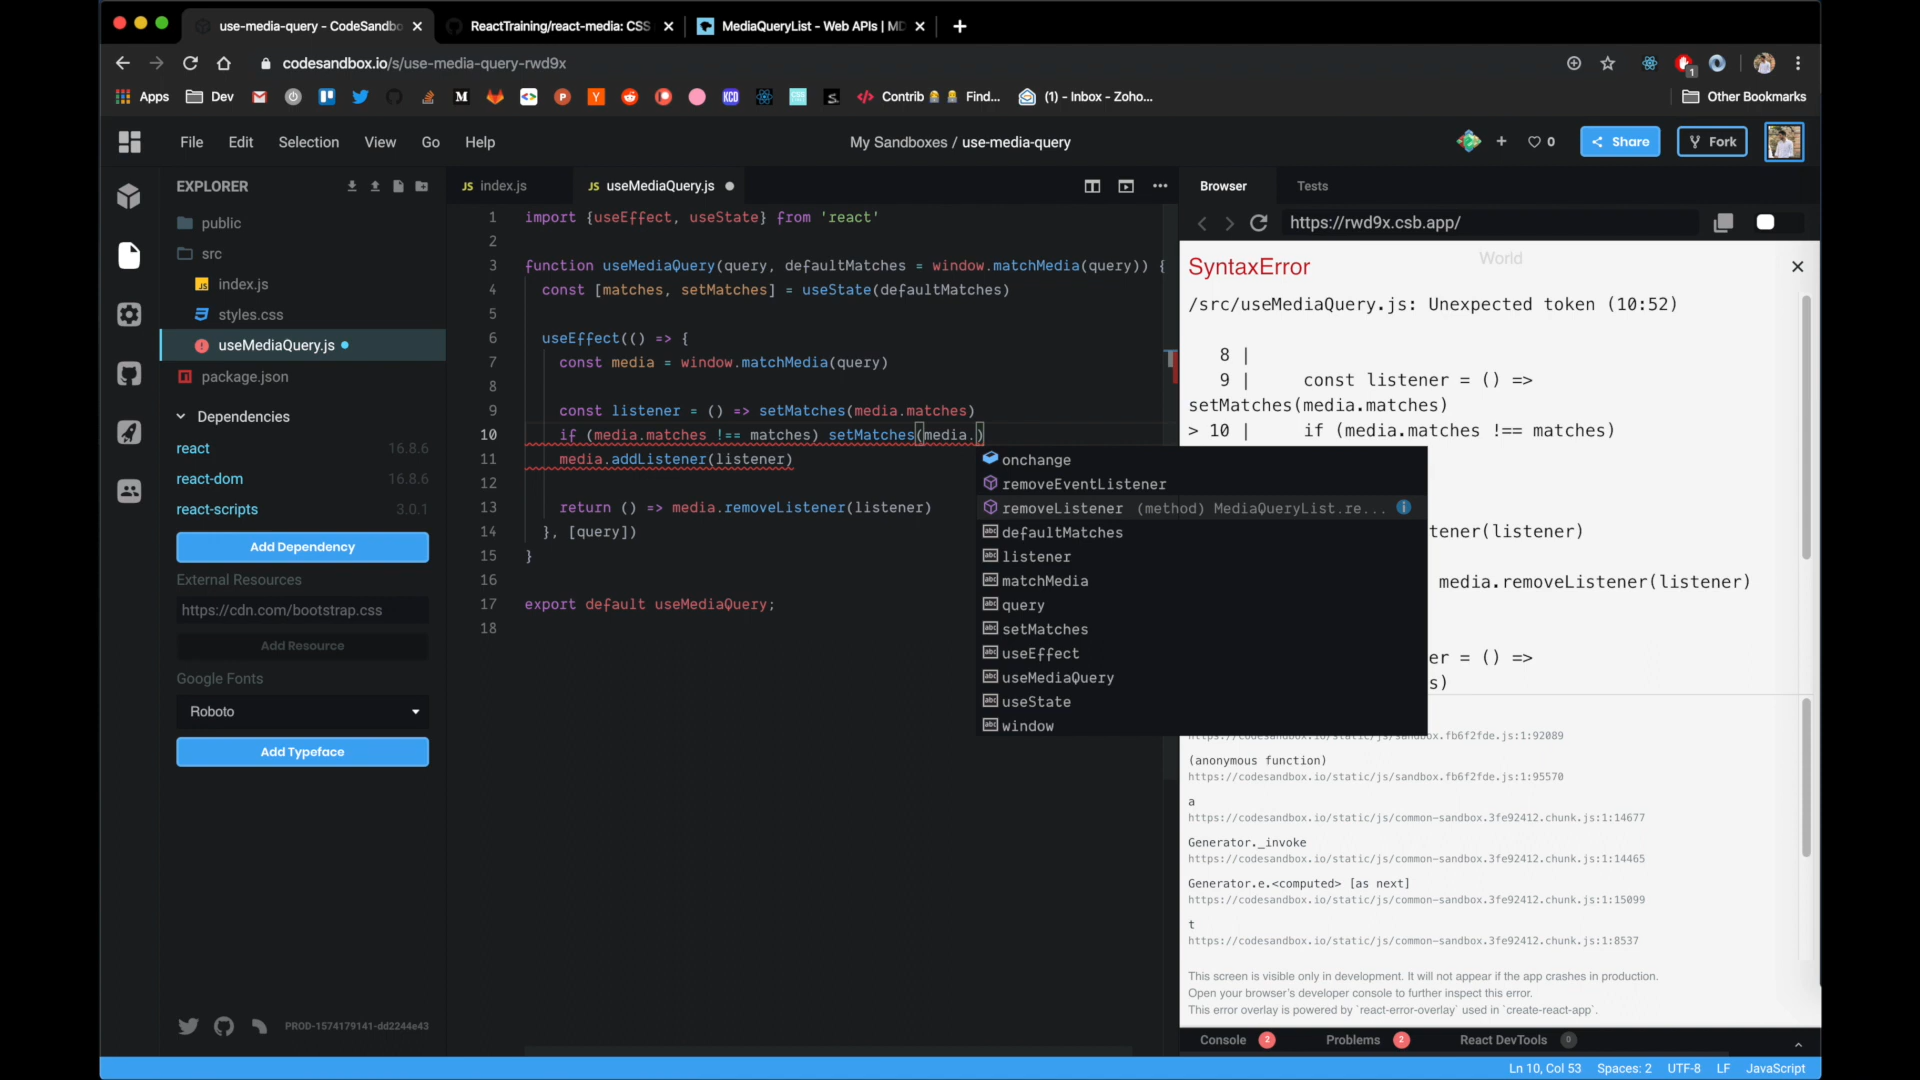 use-media-query - CodeSandbo
ReactTraining/react-media: CSS
MediaQueryList - Web APIs | MD
codesandbox.io/s/use-media-query-rwd9x
Apps
Dev
KCD
Contrib
Find...
(1) - Inbox - Zoho...
Other Bookmarks
File
Edit
Selection
View
Go
Help
My Sandboxes / use-media-query
0
Share
Fork
EXPLORER
public
src
index.js
styles.css
useMediaQuery.js
package.json
Dependencies
react 16.8.6
react-dom 16.8.6
react-scripts 3.0.1
Add Dependency
External Resources
https://cdn.com/bootstrap.css
Add Resource
Google Fonts
Roboto
Add Typeface
PROD-1574179141-dd2244e43
JS index.js
JS useMediaQuery.js
1 import {useEffect, useState} from 'react'
2
3 function useMediaQuery(query, defaultMatches = window.matchMedia(query)) {
4 const [matches, setMatches] = useState(defaultMatches)
5
6 useEffect(() => {
7 const media = window.matchMedia(query)
8
9 const listener = () => setMatches(media.matches)
10 if (media.matches !== matches) setMatches(media.)
11 media.addListener(listener)
12
13 return () => media.removeListener(listener)
14 }, [query])
15 }
16
17 export default useMediaQuery;
18
onchange
removeEventListener
removeListener (method) MediaQueryList.re...
defaultMatches
listener
matchMedia
query
setMatches
useEffect
useMediaQuery
useState
window
Browser
Tests
https://rwd9x.csb.app/
World
SyntaxError
/src/useMediaQuery.js: Unexpected token (10:52)
8 |
9 | const listener = () =>
setMatches(media.matches)
> 10 | if (media.matches !== matches)
tener(listener)
media.removeListener(listener)
er = () =>
s)
https://codesandbox.io/static/js/sandbox.fb6f2fde.js:1:92089
(anonymous function)
https://codesandbox.io/static/js/sandbox.fb6f2fde.js:1:95570
a
https://codesandbox.io/static/js/common-sandbox.3fe92412.chunk.js:1:14677
Generator._invoke
https://codesandbox.io/static/js/common-sandbox.3fe92412.chunk.js:1:14465
Generator.e.<computed> [as next]
https://codesandbox.io/static/js/common-sandbox.3fe92412.chunk.js:1:15099
t
https://codesandbox.io/static/js/common-sandbox.3fe92412.chunk.js:1:8537
This screen is visible only in development. It will not appear if the app crashes in production.
Open your browser's developer console to further inspect this error.
This error overlay is powered by `react-error-overlay` used in `create-react-app`.
Console 2
Problems 2
React DevTools 0
Ln 10, Col 53 Spaces: 2 UTF-8 LF JavaScript